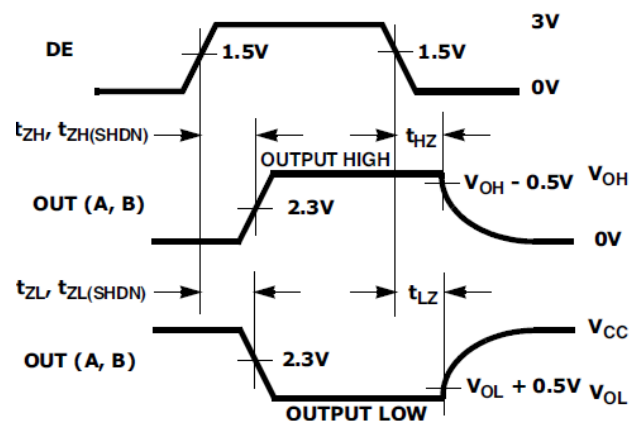 3V
DE
1.5V
1.5V
0V
tZH, tZH(SHDN)
tHZ
OUTPUT HIGH
VOH - 0.5V
VOH
OUT (A, B)
2.3V
0V
tZL, tZL(SHDN)
tLZ
VCC
OUT (A, B)
2.3V
VOL + 0.5V
VOL
OUTPUT LOW